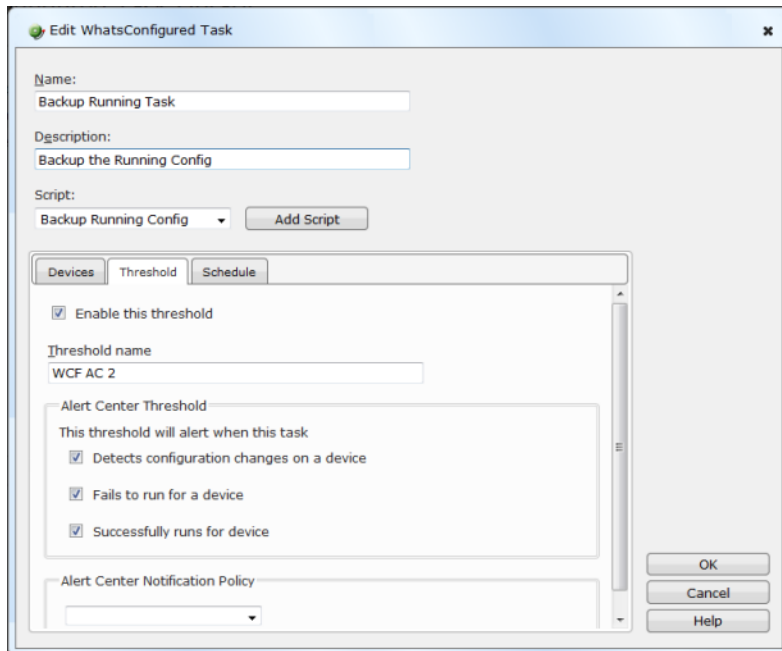 Edit WhatsConfigured Task
Name:
Backup Running Task
Description:
Backup the Running Config
Script:
Backup Running Config
Add Script
Devices
Threshold
Schedule
Enable this threshold
Threshold name
WCF AC 2
Alert Center Threshold
This threshold will alert when this task
Detects configuration changes on a device
Fails to run for a device
Successfully runs for device
Alert Center Notification Policy
OK
Cancel
Help